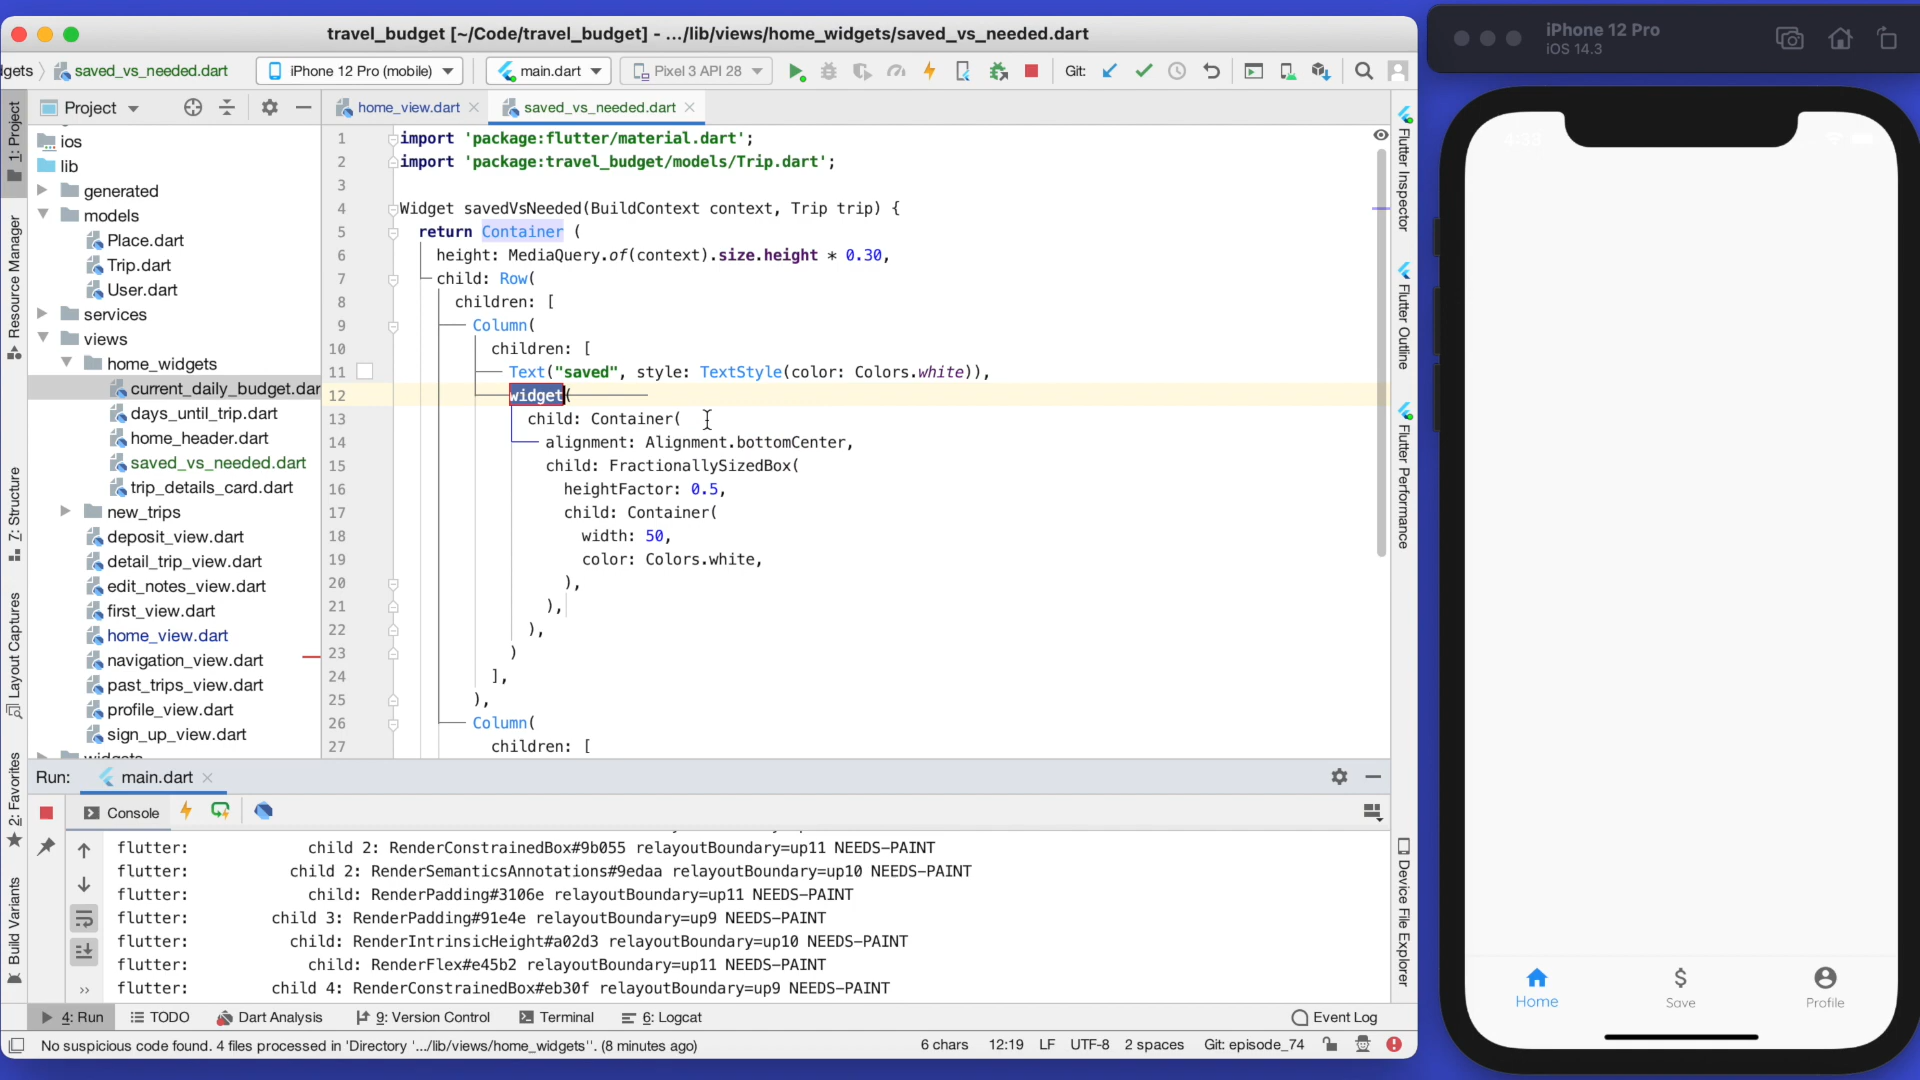 travel_budget [~/Code/travel_budget] - .../lib/views/home_widgets/saved_vs_needed.dart
saved_vs_needed.dart
iPhone 12 Pro (mobile)
main.dart
Pixel 3 API 28
Git:
Project
home_view.dart
saved_vs_needed.dart
ios
lib
generated
models
Place.dart
Trip.dart
User.dart
services
views
home_widgets
current_daily_budget.dar
days_until_trip.dart
home_header.dart
saved_vs_needed.dart
trip_details_card.dart
new_trips
deposit_view.dart
detail_trip_view.dart
edit_notes_view.dart
first_view.dart
home_view.dart
navigation_view.dart
past_trips_view.dart
profile_view.dart
sign_up_view.dart
1: Project
Resource Manager
7: Structure
Layout Captures
2: Favorites
Build Variants
1 import 'package:flutter/material.dart';
2 import 'package:travel_budget/models/Trip.dart';
3
4 Widget savedVsNeeded(BuildContext context, Trip trip) {
5 return Container (
6 height: MediaQuery.of(context).size.height * 0.30,
7 child: Row(
8 children: [
9 Column(
10 children: [
11 Text("saved", style: TextStyle(color: Colors.white)),
12 widget(
13 child: Container(
14 alignment: Alignment.bottomCenter,
15 child: FractionallySizedBox(
16 heightFactor: 0.5,
17 child: Container(
18 width: 50,
19 color: Colors.white,
20 ),
21 ),
22 ),
23 )
24 ],
25 ),
26 Column(
27 children: [
Flutter Inspector
Flutter Outline
Flutter Performance
Device File Explorer
Run: main.dart
Console
flutter: child 2: RenderConstrainedBox#9b055 relayoutBoundary=up11 NEEDS-PAINT
flutter: child 2: RenderSemanticsAnnotations#9edaa relayoutBoundary=up10 NEEDS-PAINT
flutter: child: RenderPadding#3106e relayoutBoundary=up11 NEEDS-PAINT
flutter: child 3: RenderPadding#91e4e relayoutBoundary=up9 NEEDS-PAINT
flutter: child: RenderIntrinsicHeight#a02d3 relayoutBoundary=up10 NEEDS-PAINT
flutter: child: RenderFlex#e45b2 relayoutBoundary=up11 NEEDS-PAINT
flutter: child 4: RenderConstrainedBox#eb30f relayoutBoundary=up9 NEEDS-PAINT
4: Run
TODO
Dart Analysis
9: Version Control
Terminal
6: Logcat
Event Log
No suspicious code found. 4 files processed in 'Directory '.../lib/views/home_widgets''. (8 minutes ago)
6 chars 12:19 LF UTF-8 2 spaces Git: episode_74
iPhone 12 Pro
iOS 14.3
Home
Save
Profile